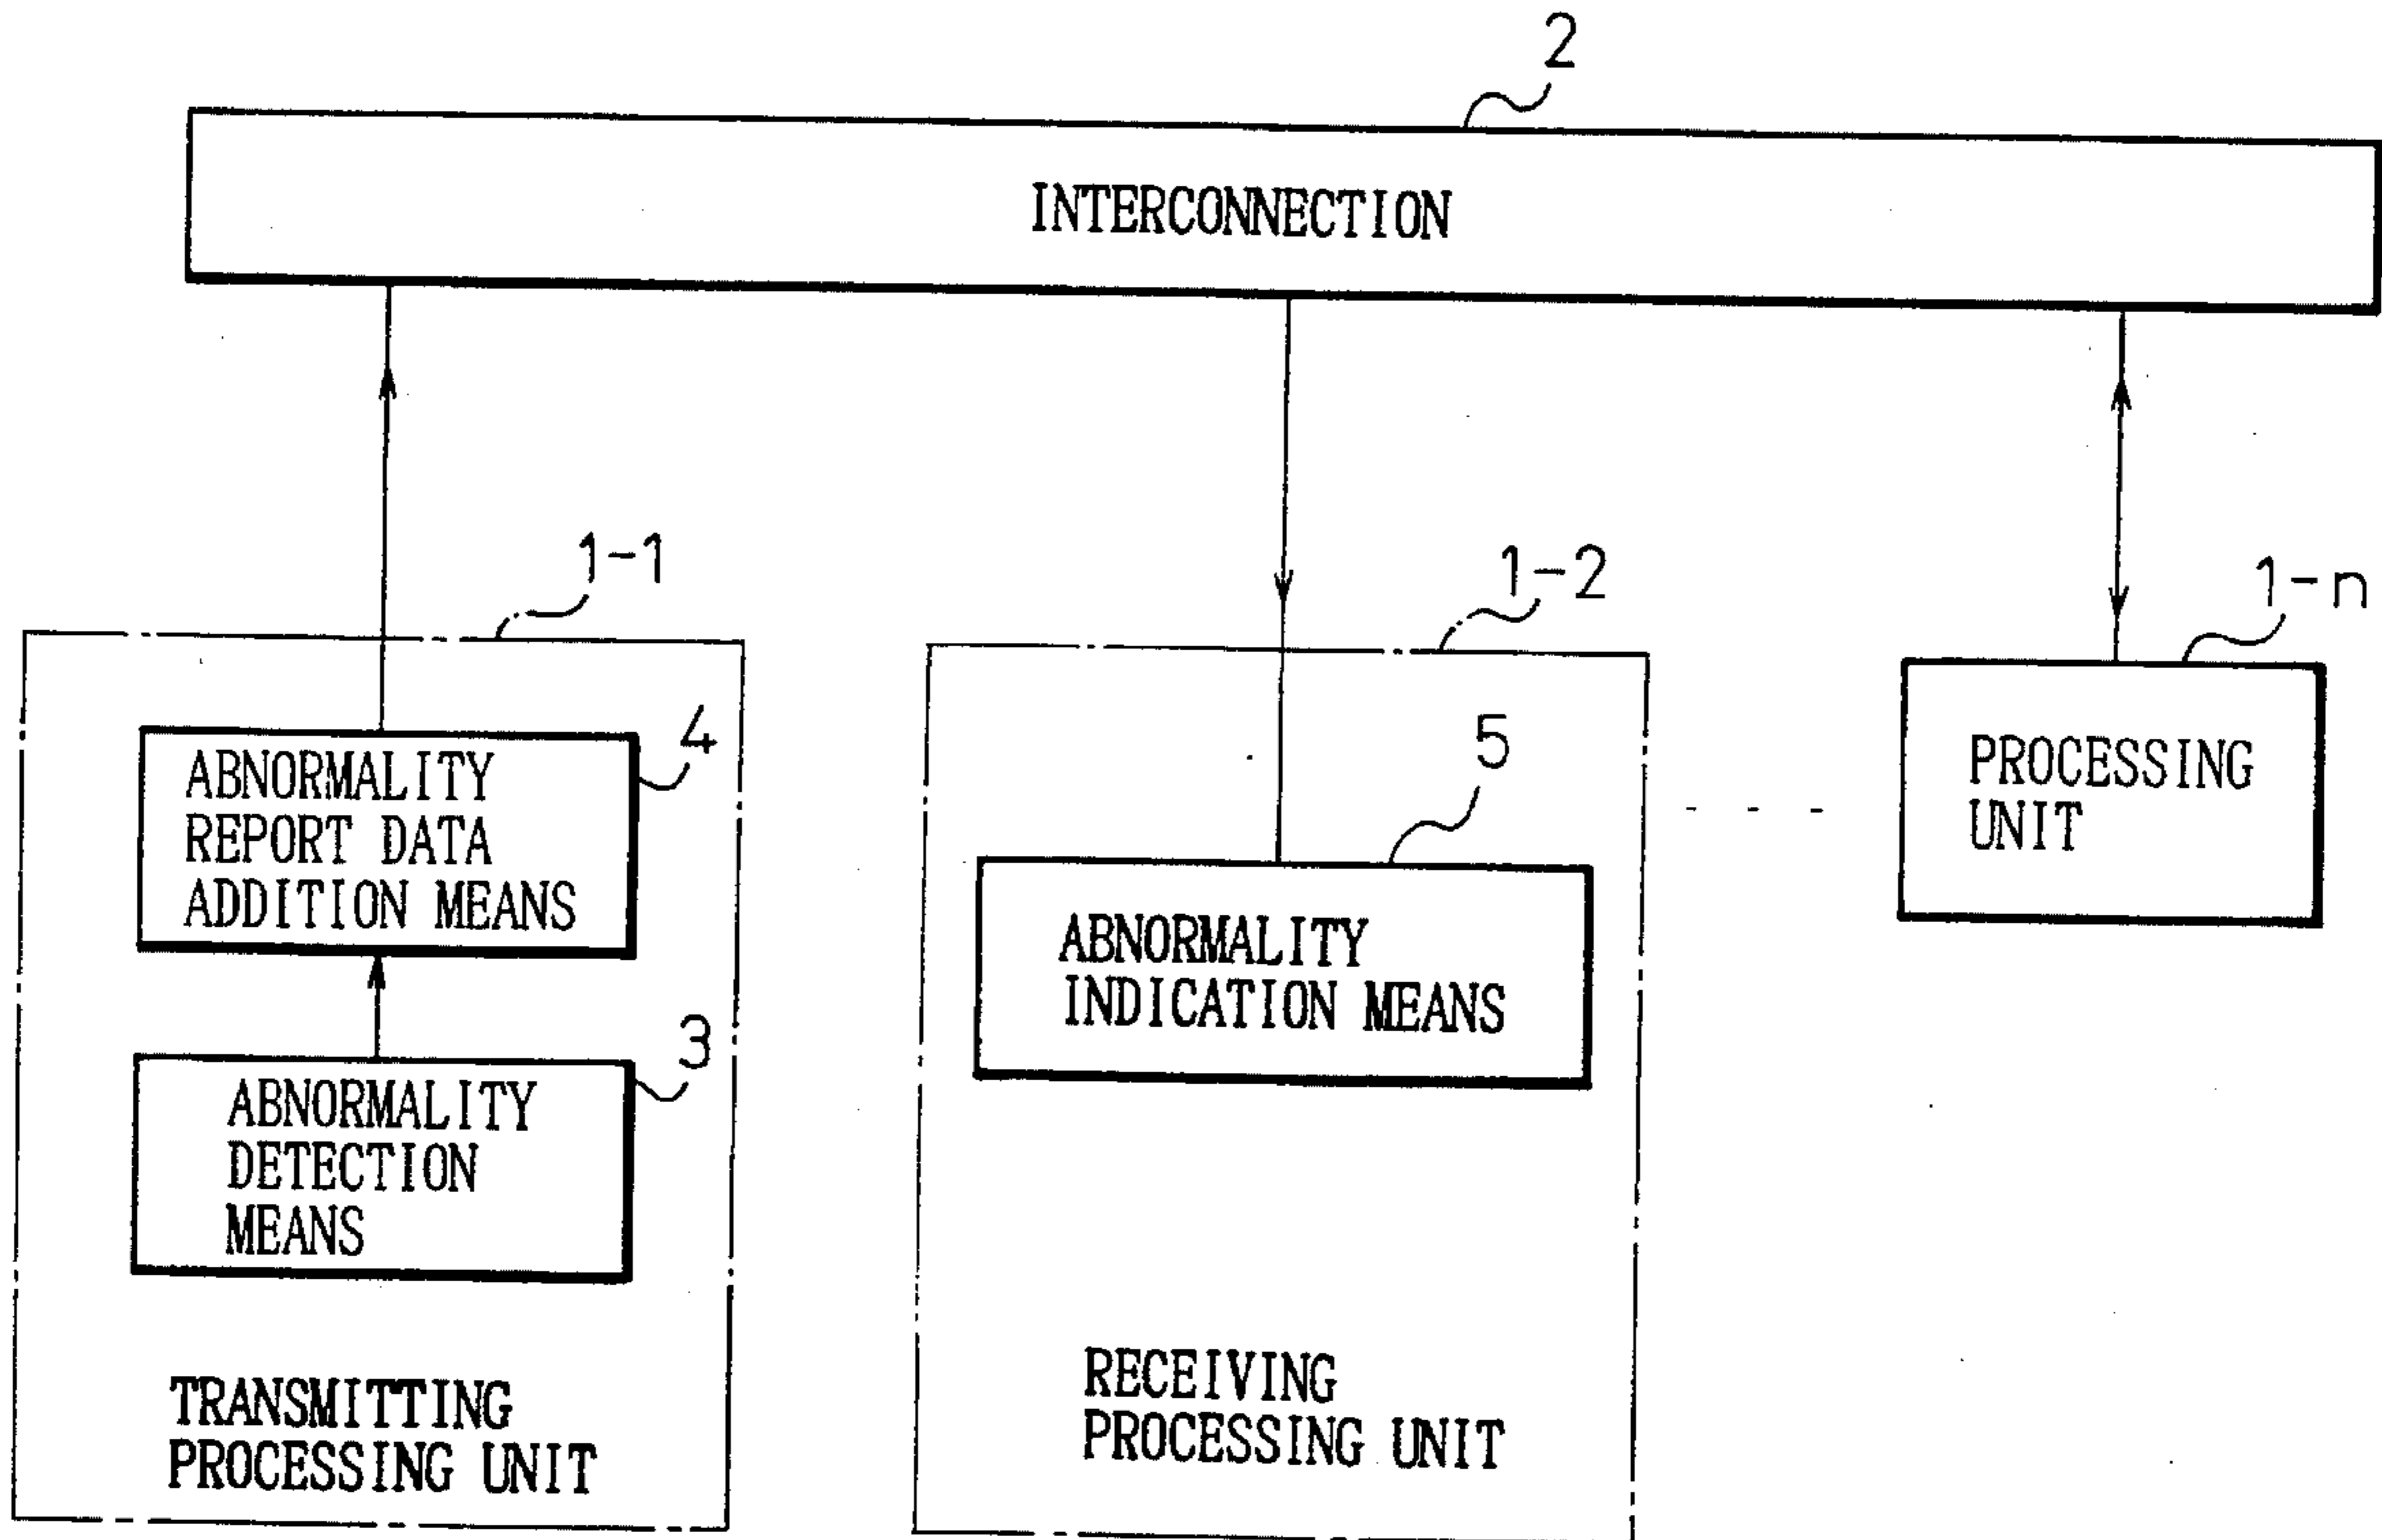 2
INTERCONNECTION
1-1
1-2
1-n
4
ABNORMALITY
REPORT DATA
ADDITION MEANS
5
PROCESSING
UNIT
ABNORMALITY
INDICATION MEANS
3
ABNORMALITY
DETECTION
MEANS
TRANSMITTING
PROCESSING UNIT
RECEIVING
PROCESSING UNIT